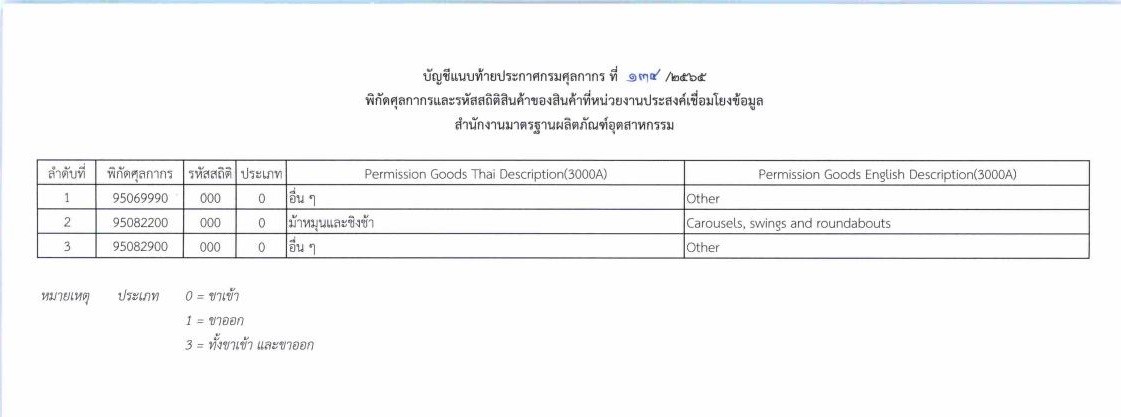 บัญชีแนบท้ายประกาศกรมศุลกากร ที่ ๑๓๔ /๒๕๖๕
พิกัดศุลกากรและรหัสสถิติสินค้าของสินค้าที่หน่วยงานประสงค์เชื่อมโยงข้อมูล
สำนักงานมาตรฐานผลิตภัณฑ์อุตสาหกรรม
ลำดับที่ พิกัดศุลกากร รหัสสถิติ ประเภท Permission Goods Thai Description(3000A) Permission Goods English Description(3000A)
1 95069990 000 0 อื่น ๆ Other
2 95082200 000 0 ม้าหมุนและชิงช้า Carousels, swings and roundabouts
3 95082900 000 0 อื่น ๆ Other
หมายเหตุ ประเภท 0 = ขาเข้า
1 = ขาออก
3 = ทั้งขาเข้า และขาออก